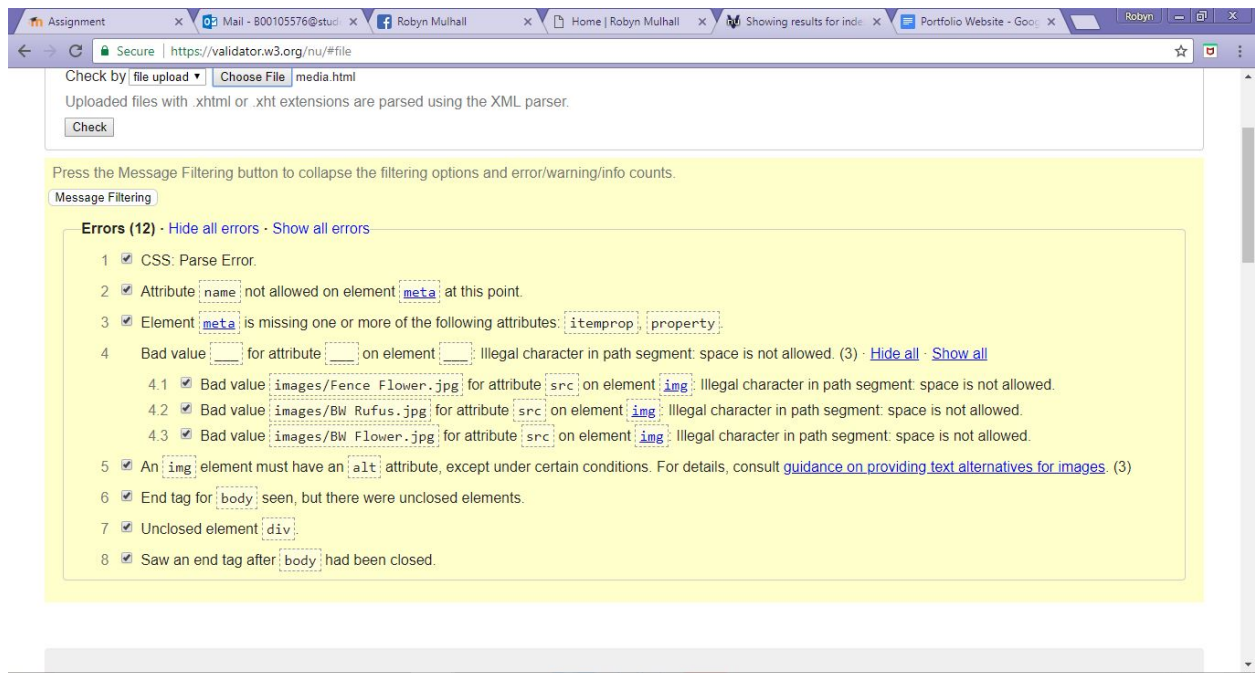 Assignment
Mail - B00105576@stud
Robyn Mulhall
Home | Robyn Mulhall
Showing results for inde
Portfolio Website - Goog
Robyn
Secure
https://validator.w3.org/nu/#file
Check by file upload ▼ Choose File media.html
Uploaded files with .xhtml or .xht extensions are parsed using the XML parser.
Check
Press the Message Filtering button to collapse the filtering options and error/warning/info counts.
Message Filtering
Errors (12) · Hide all errors · Show all errors
1 CSS: Parse Error.
2 Attribute name not allowed on element meta at this point.
3 Element meta is missing one or more of the following attributes: itemprop, property.
4 Bad value ___ for attribute ___ on element ___: Illegal character in path segment: space is not allowed. (3) · Hide all · Show all
4.1 Bad value images/Fence Flower.jpg for attribute src on element img: Illegal character in path segment: space is not allowed.
4.2 Bad value images/BW Rufus.jpg for attribute src on element img: Illegal character in path segment: space is not allowed.
4.3 Bad value images/BW Flower.jpg for attribute src on element img: Illegal character in path segment: space is not allowed.
5 An img element must have an alt attribute, except under certain conditions. For details, consult guidance on providing text alternatives for images. (3)
6 End tag for body seen, but there were unclosed elements.
7 Unclosed element div.
8 Saw an end tag after body had been closed.